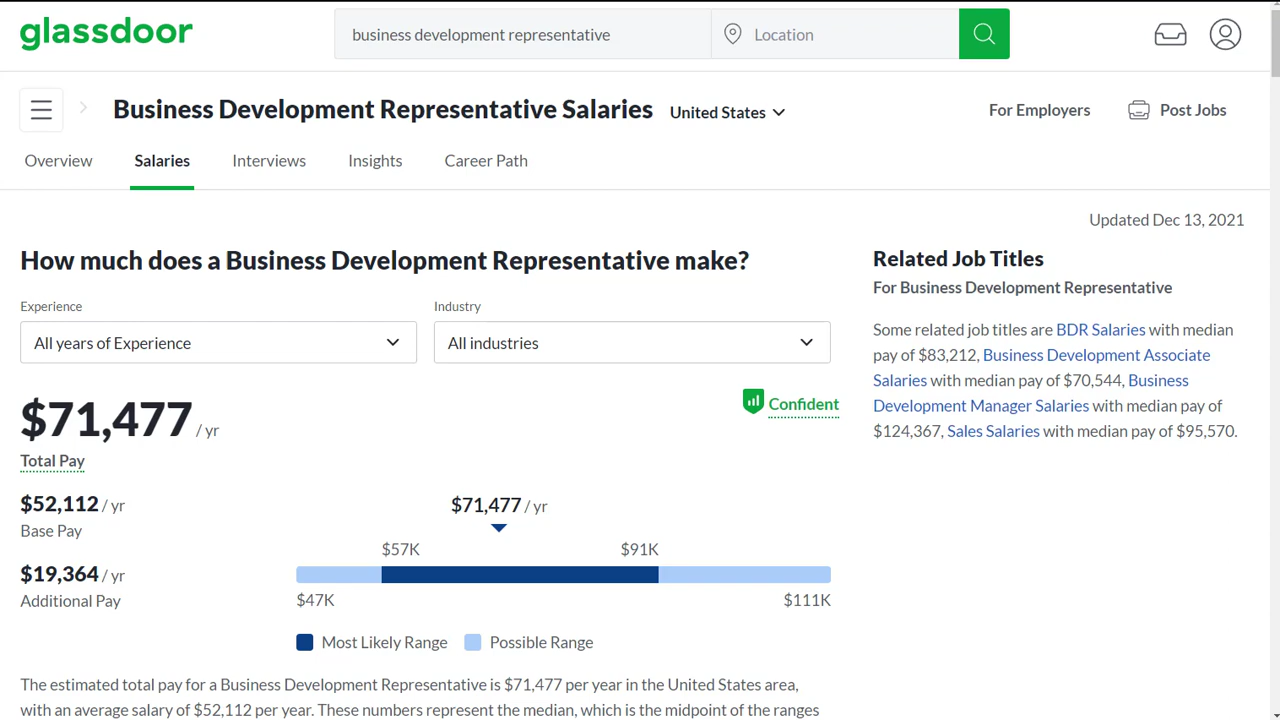 glassdoor
business development representative
Location
Business Development Representative Salaries
United States
For Employers
Post Jobs
Overview
Salaries
Interviews
Insights
Career Path
Updated Dec 13, 2021
How much does a Business Development Representative make?
Experience
Industry
All years of Experience
All industries
$71,477 / yr
Total Pay
Confident
$52,112 / yr
Base Pay
$19,364 / yr
Additional Pay
$71,477 / yr
$57K
$91K
$47K
$111K
Most Likely Range
Possible Range
The estimated total pay for a Business Development Representative is $71,477 per year in the United States area,
with an average salary of $52,112 per year. These numbers represent the median, which is the midpoint of the ranges
Related Job Titles
For Business Development Representative
Some related job titles are BDR Salaries with median
pay of $83,212, Business Development Associate
Salaries with median pay of $70,544, Business
Development Manager Salaries with median pay of
$124,367, Sales Salaries with median pay of $95,570.